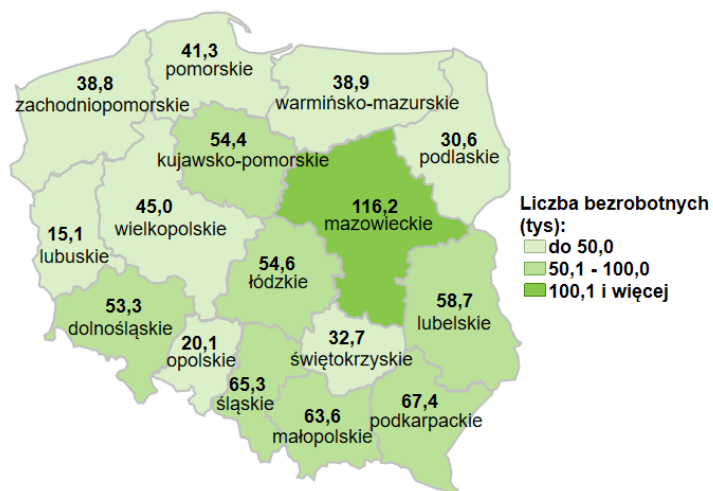 41,3
pomorskie
38,8
zachodniopomorskie
38,9
warmińsko-mazurskie
54,4
kujawsko-pomorskie
30,6
podlaskie
116,2
mazowieckie
45,0
wielkopolskie
15,1
lubuskie
54,6
łódzkie
53,3
dolnośląskie
58,7
lubelskie
20,1
opolskie
32,7
świętokrzyskie
65,3
śląskie
63,6
małopolskie
67,4
podkarpackie
Liczba bezrobotnych
(tys):
do 50,0
50,1 - 100,0
100,1 i więcej